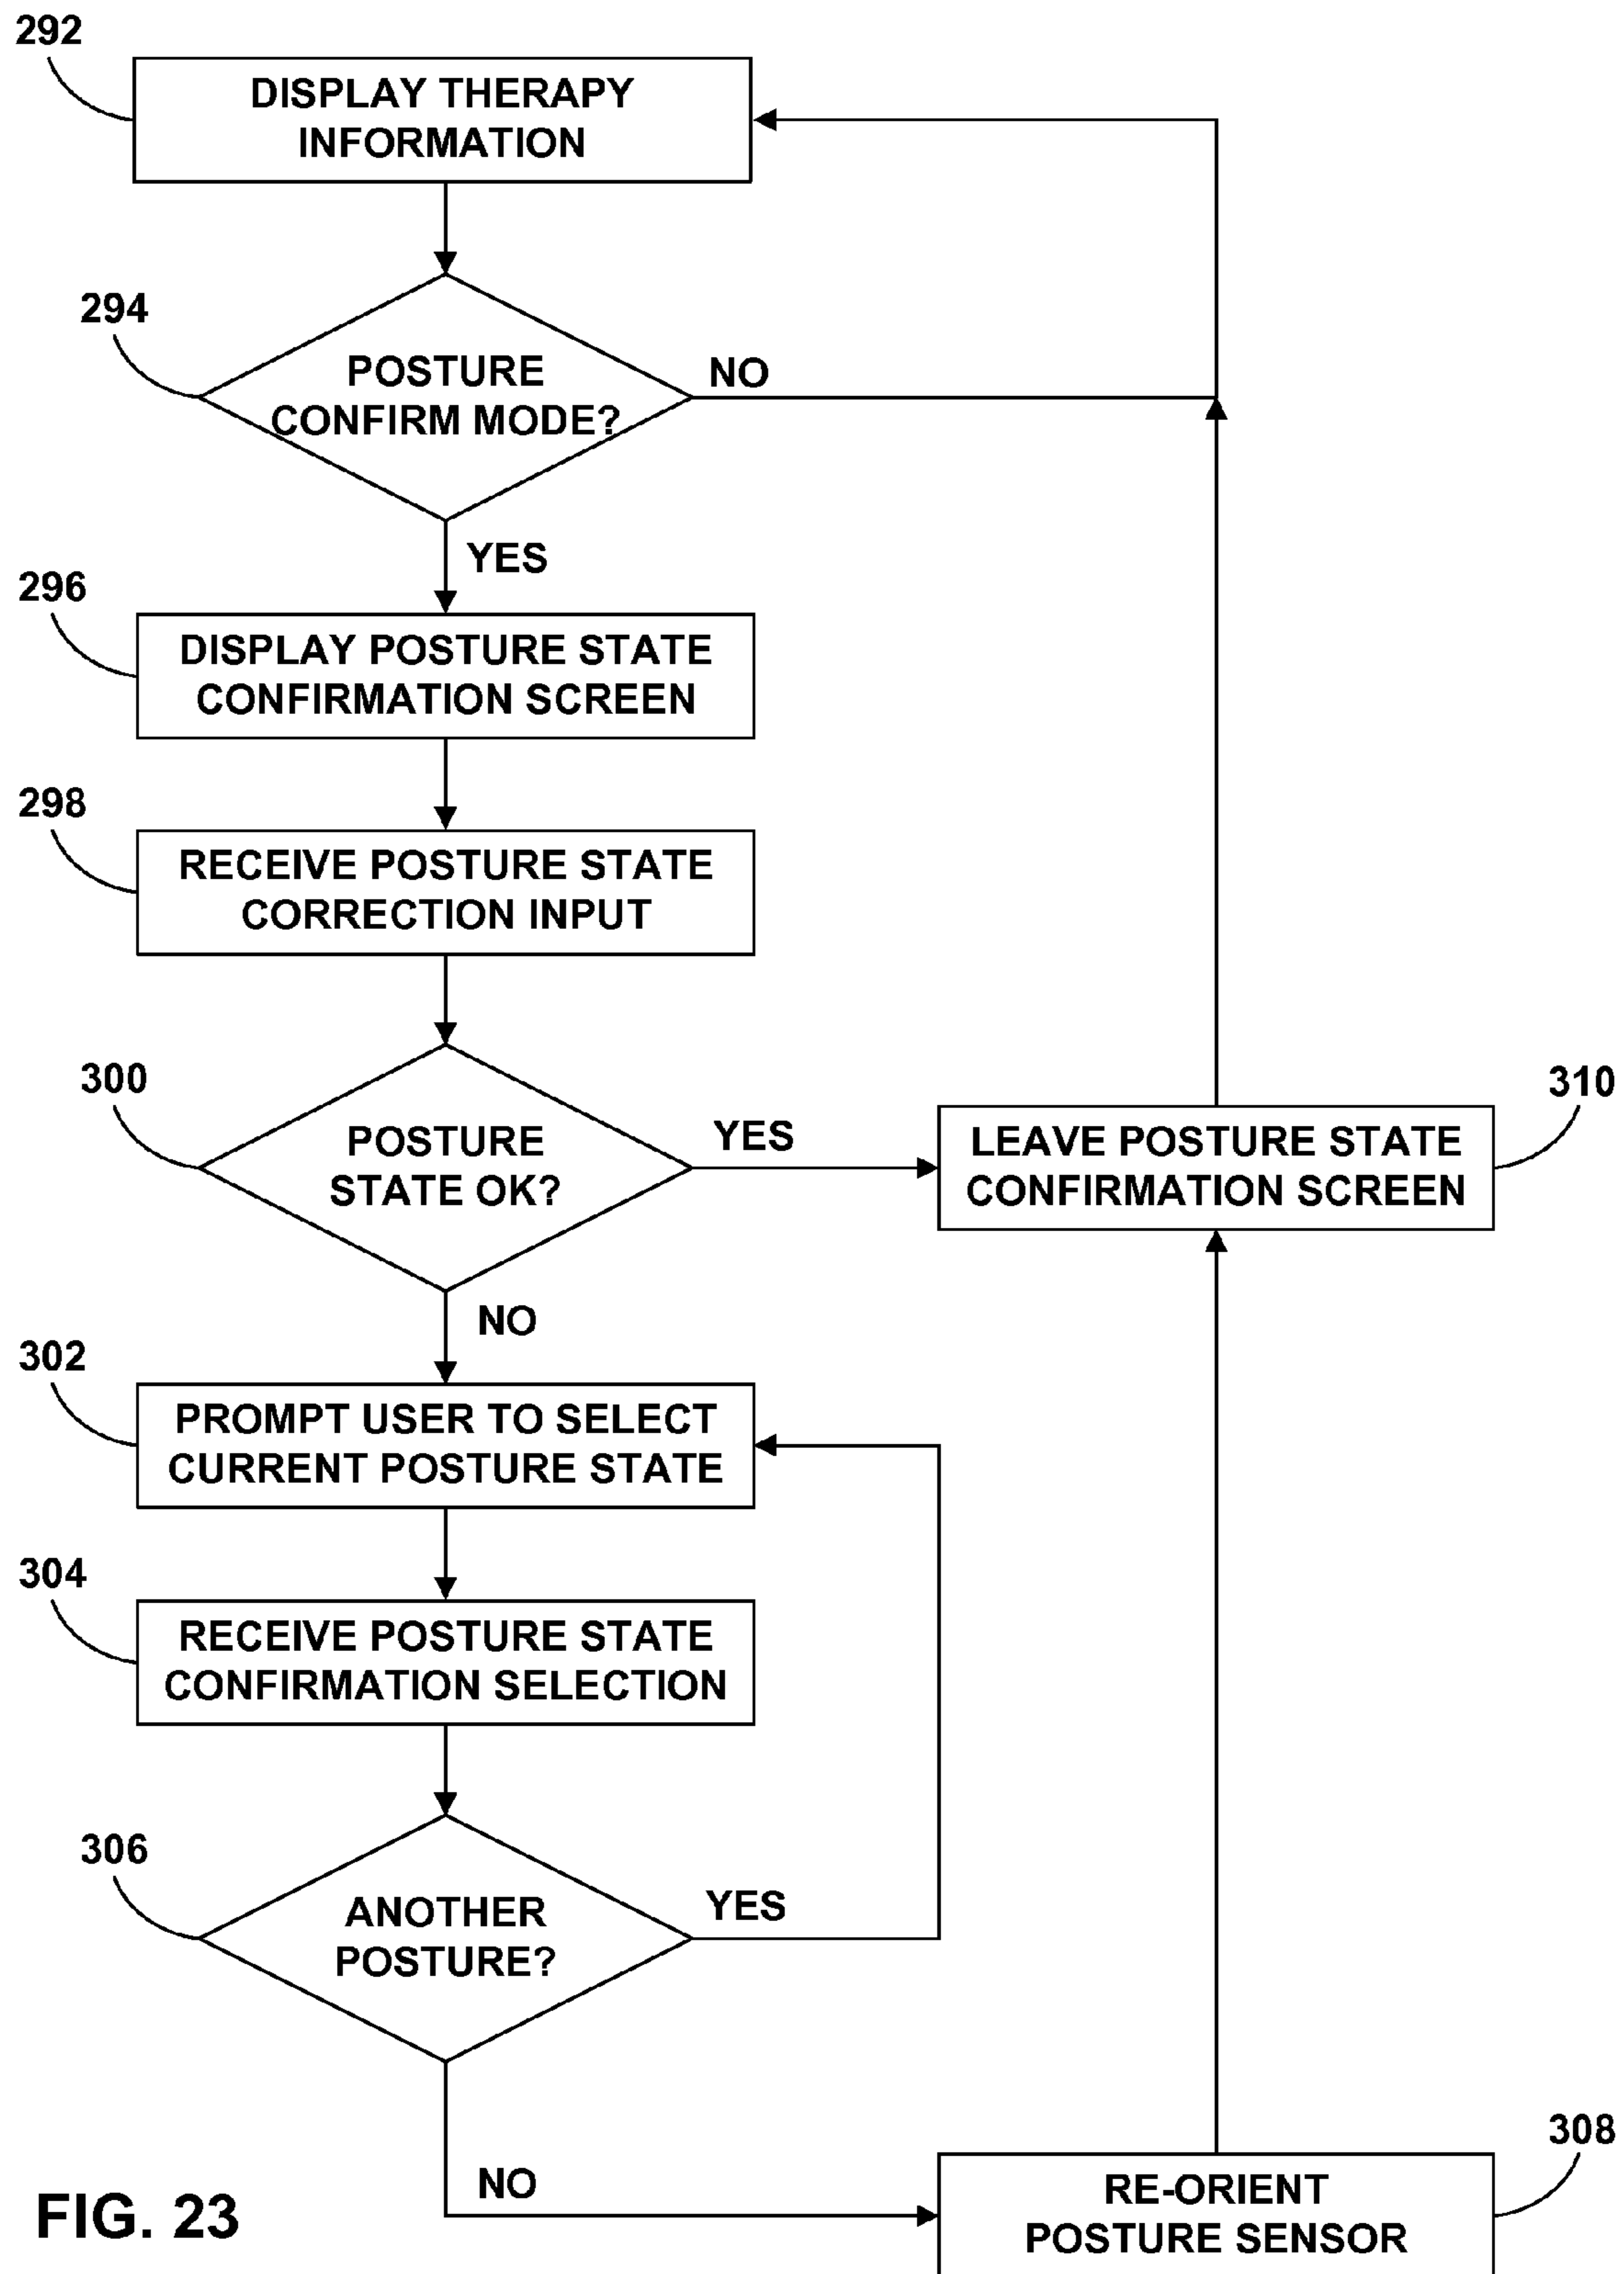 292
DISPLAY THERAPY
INFORMATION
294
POSTURE
CONFIRM MODE?
NO
YES
296
DISPLAY POSTURE STATE
CONFIRMATION SCREEN
298
RECEIVE POSTURE STATE
CORRECTION INPUT
300
POSTURE
STATE OK?
YES
310
LEAVE POSTURE STATE
CONFIRMATION SCREEN
NO
302
PROMPT USER TO SELECT
CURRENT POSTURE STATE
304
RECEIVE POSTURE STATE
CONFIRMATION SELECTION
306
ANOTHER
POSTURE?
YES
NO
308
RE-ORIENT
POSTURE SENSOR
FIG. 23